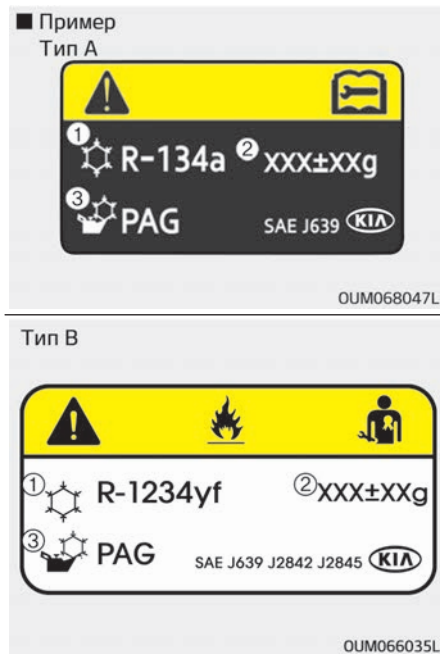 ■ Пример
Тип A
① R-134a ② xxx±xxg
③ PAG SAE J639 KIA
OUM068047L
Тип B
① R-1234yf ② XXX±XXg
③ PAG SAE J639 J2842 J2845 KIA
OUM066035L